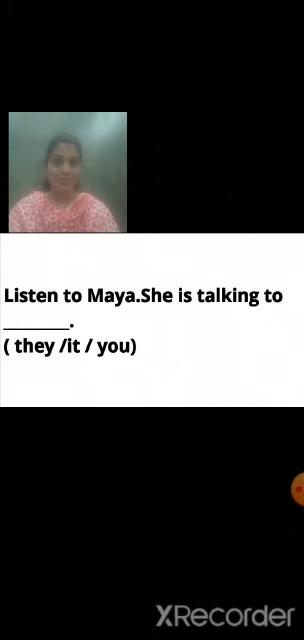 Listen to Maya.She is talking to
________.
( they /it / you)
XRecorder